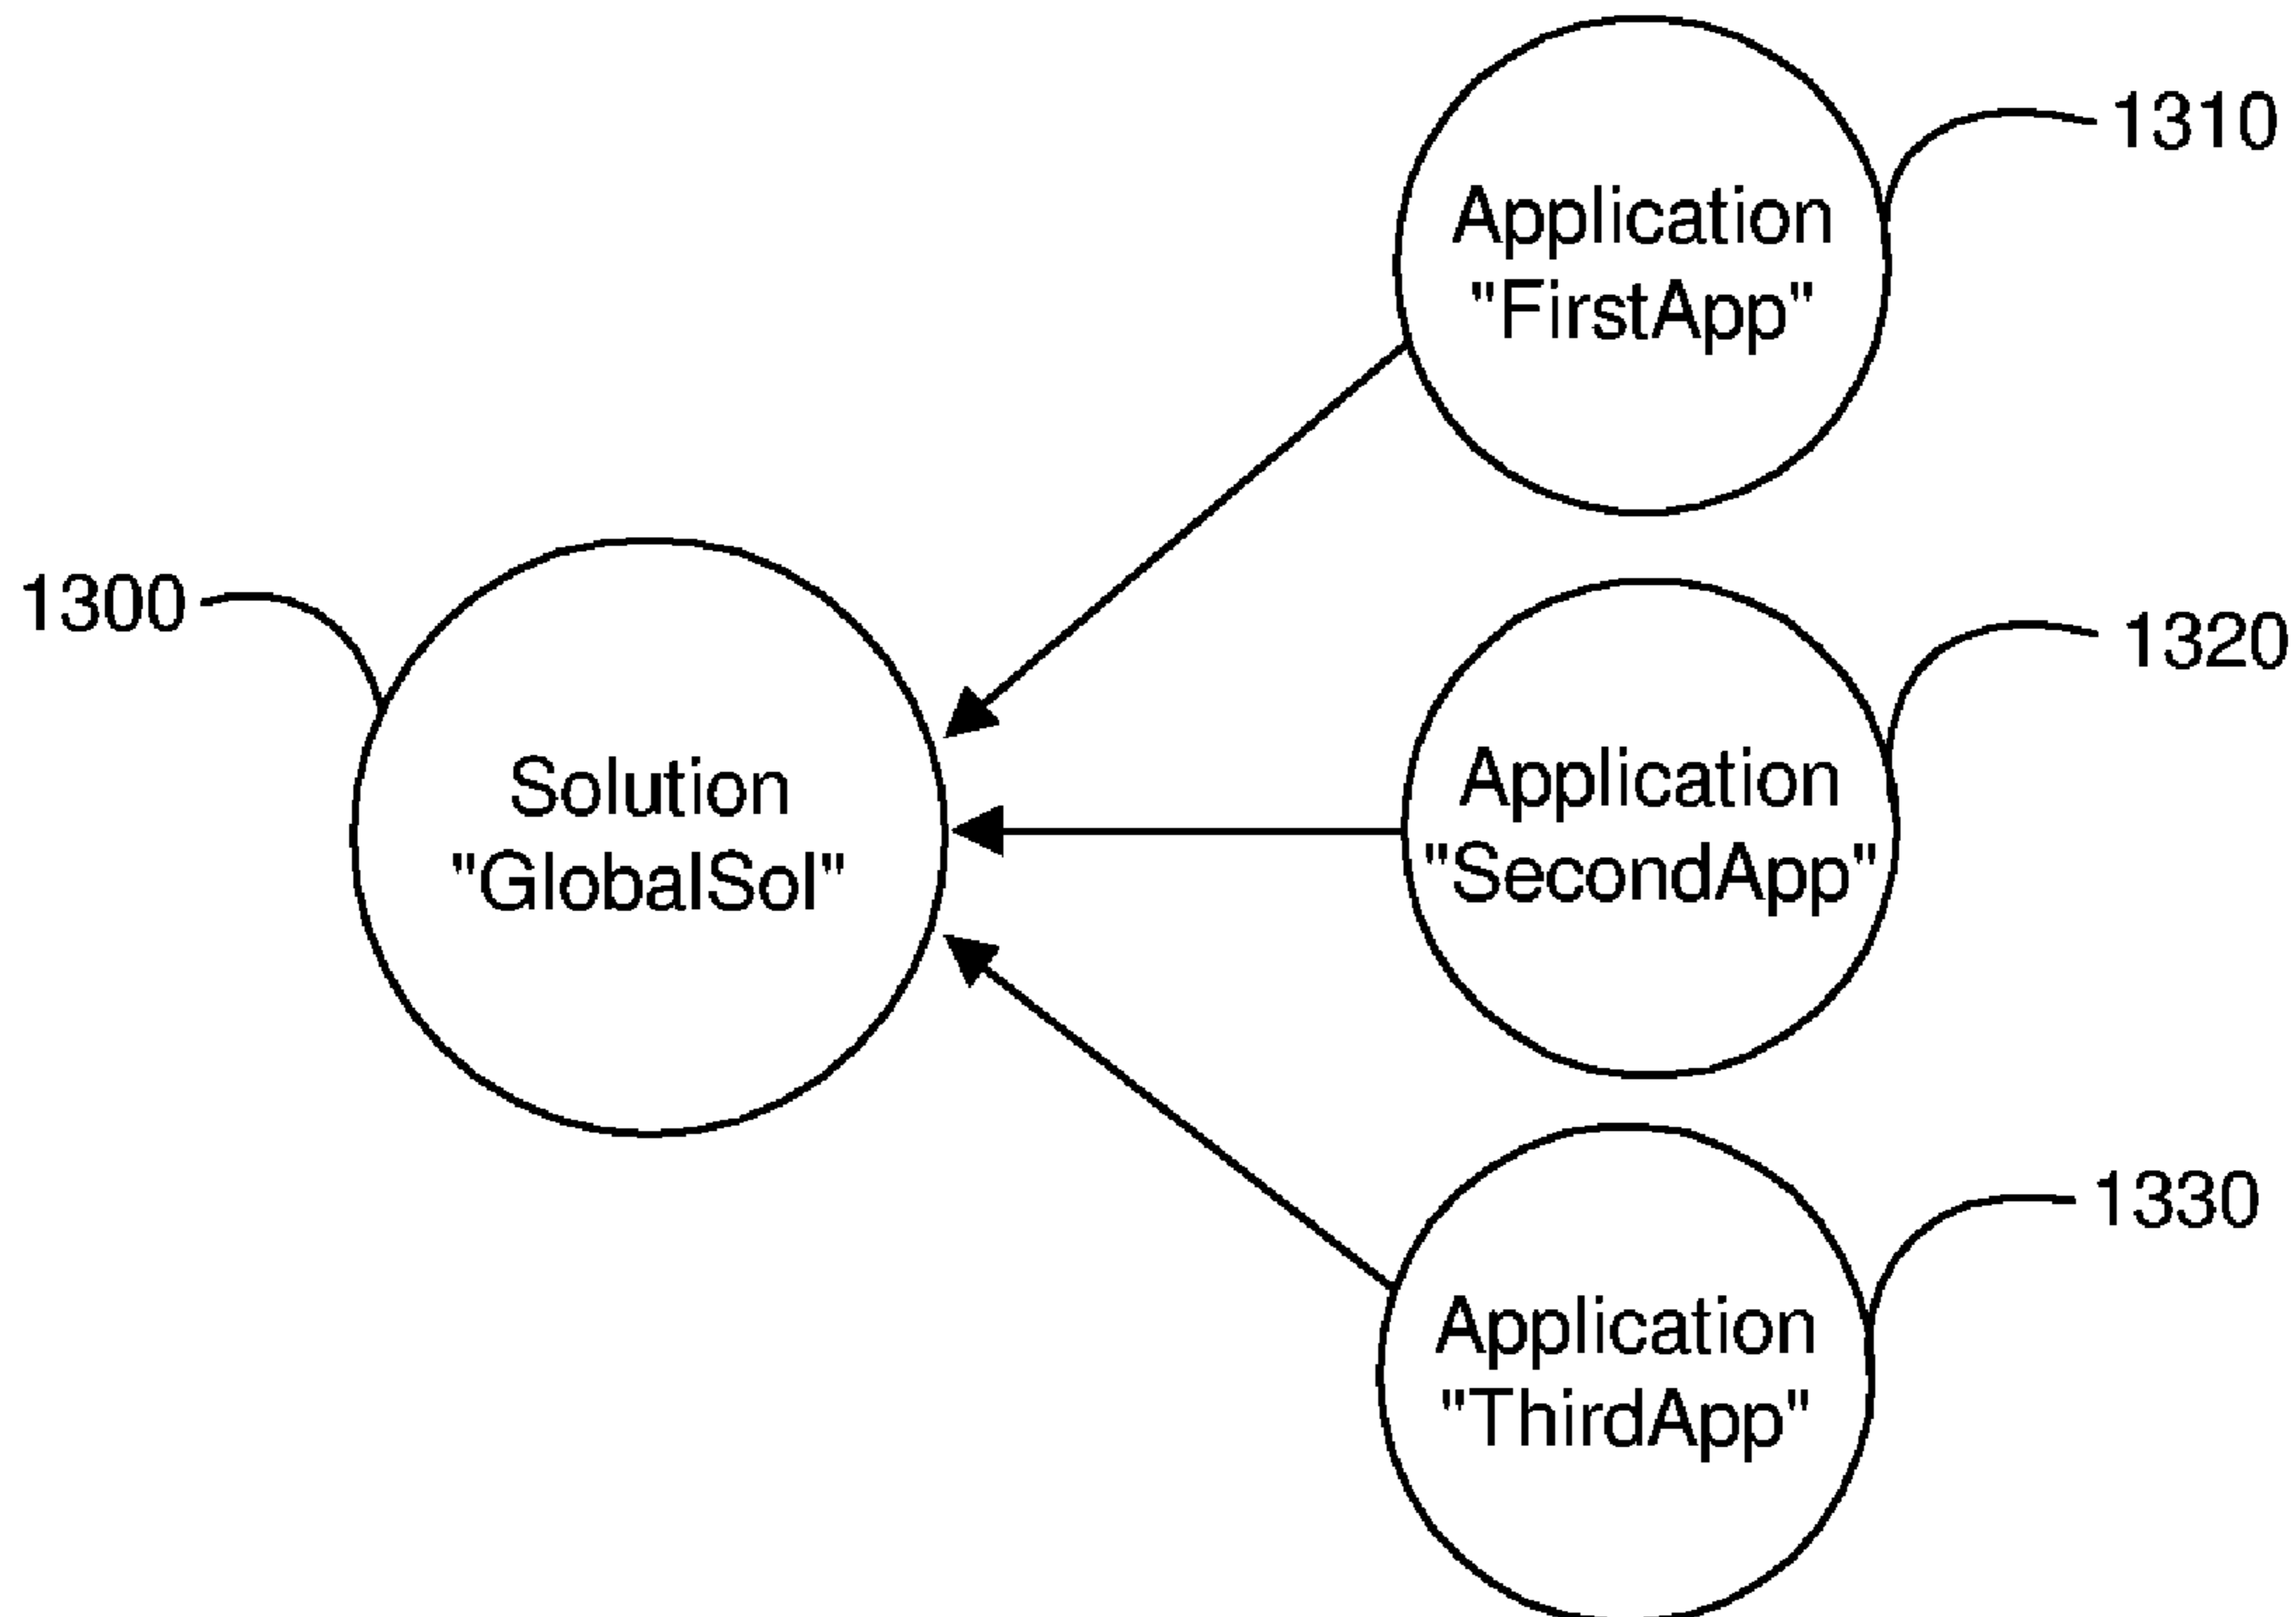 1310
Application
"FirstApp"
1300
1320
Solution
"GlobalSol"
Application
"SecondApp"
1330
Application
"ThirdApp"